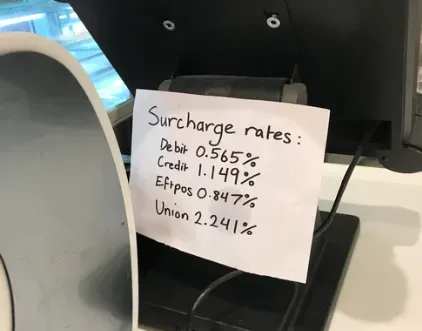 Surcharge rates:
Debit 0.565%
Credit 1.149%
Eftpos 0.847%
Union 2.241%